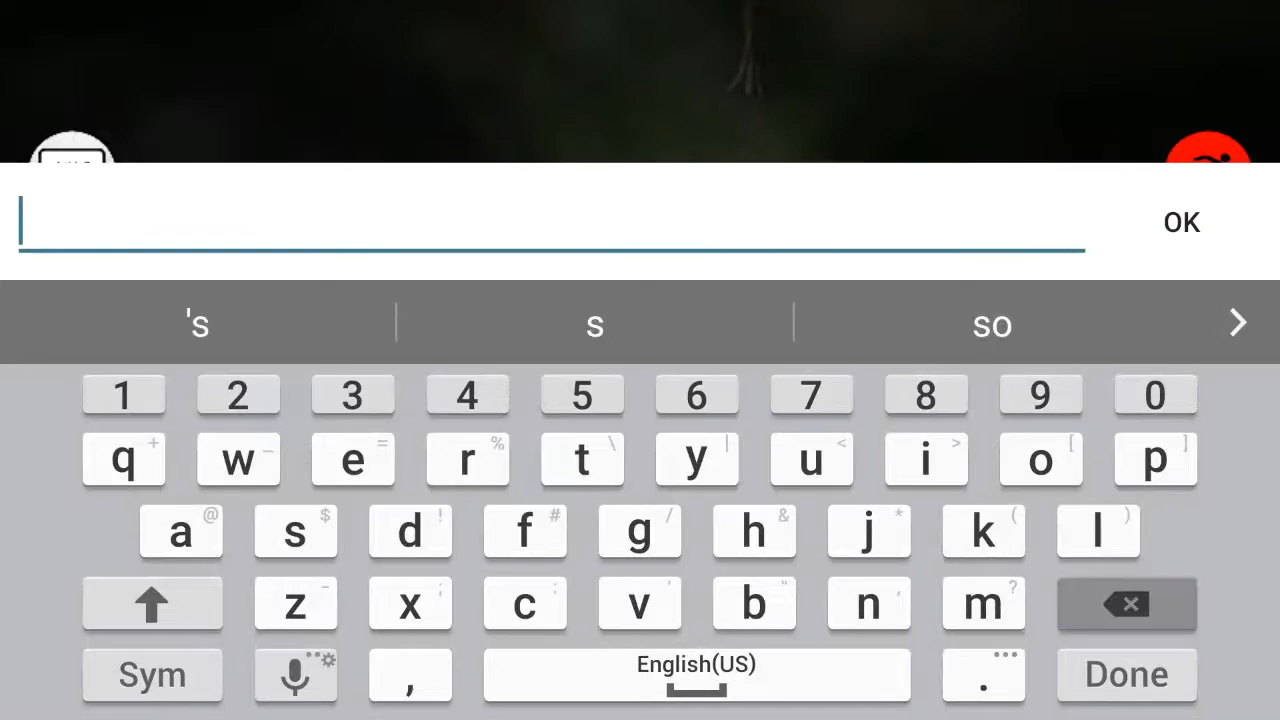 OK
's s so
1 2 3 4 5 6 7 8 9 0
q + w _ e = r % t \ y | u < i > o [ p ]
a @ s $ d ! f # g / h & j * k ( l )
z - x ; c : v ' b " n , m ?
Sym , English(US) . Done